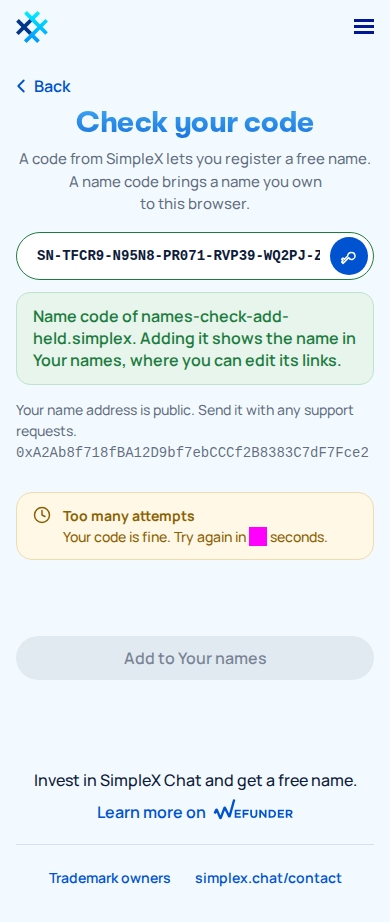 Back
Check your code
A code from SimpleX lets you register a free name.
A name code brings a name you own
to this browser.
SN-TFCR9-N95N8-PR071-RVP39-WQ2PJ-Z
Name code of names-check-add-
held.simplex. Adding it shows the name in
Your names, where you can edit its links.
Your name address is public. Send it with any support
requests.
0xA2Ab8f718fBA12D9bf7ebCCCf2B8383C7dF7Fce2
Too many attempts
Your code is fine. Try again in seconds.
Add to Your names
Invest in SimpleX Chat and get a free name.
Learn more on WEFUNDER
Trademark owners simplex.chat/contact